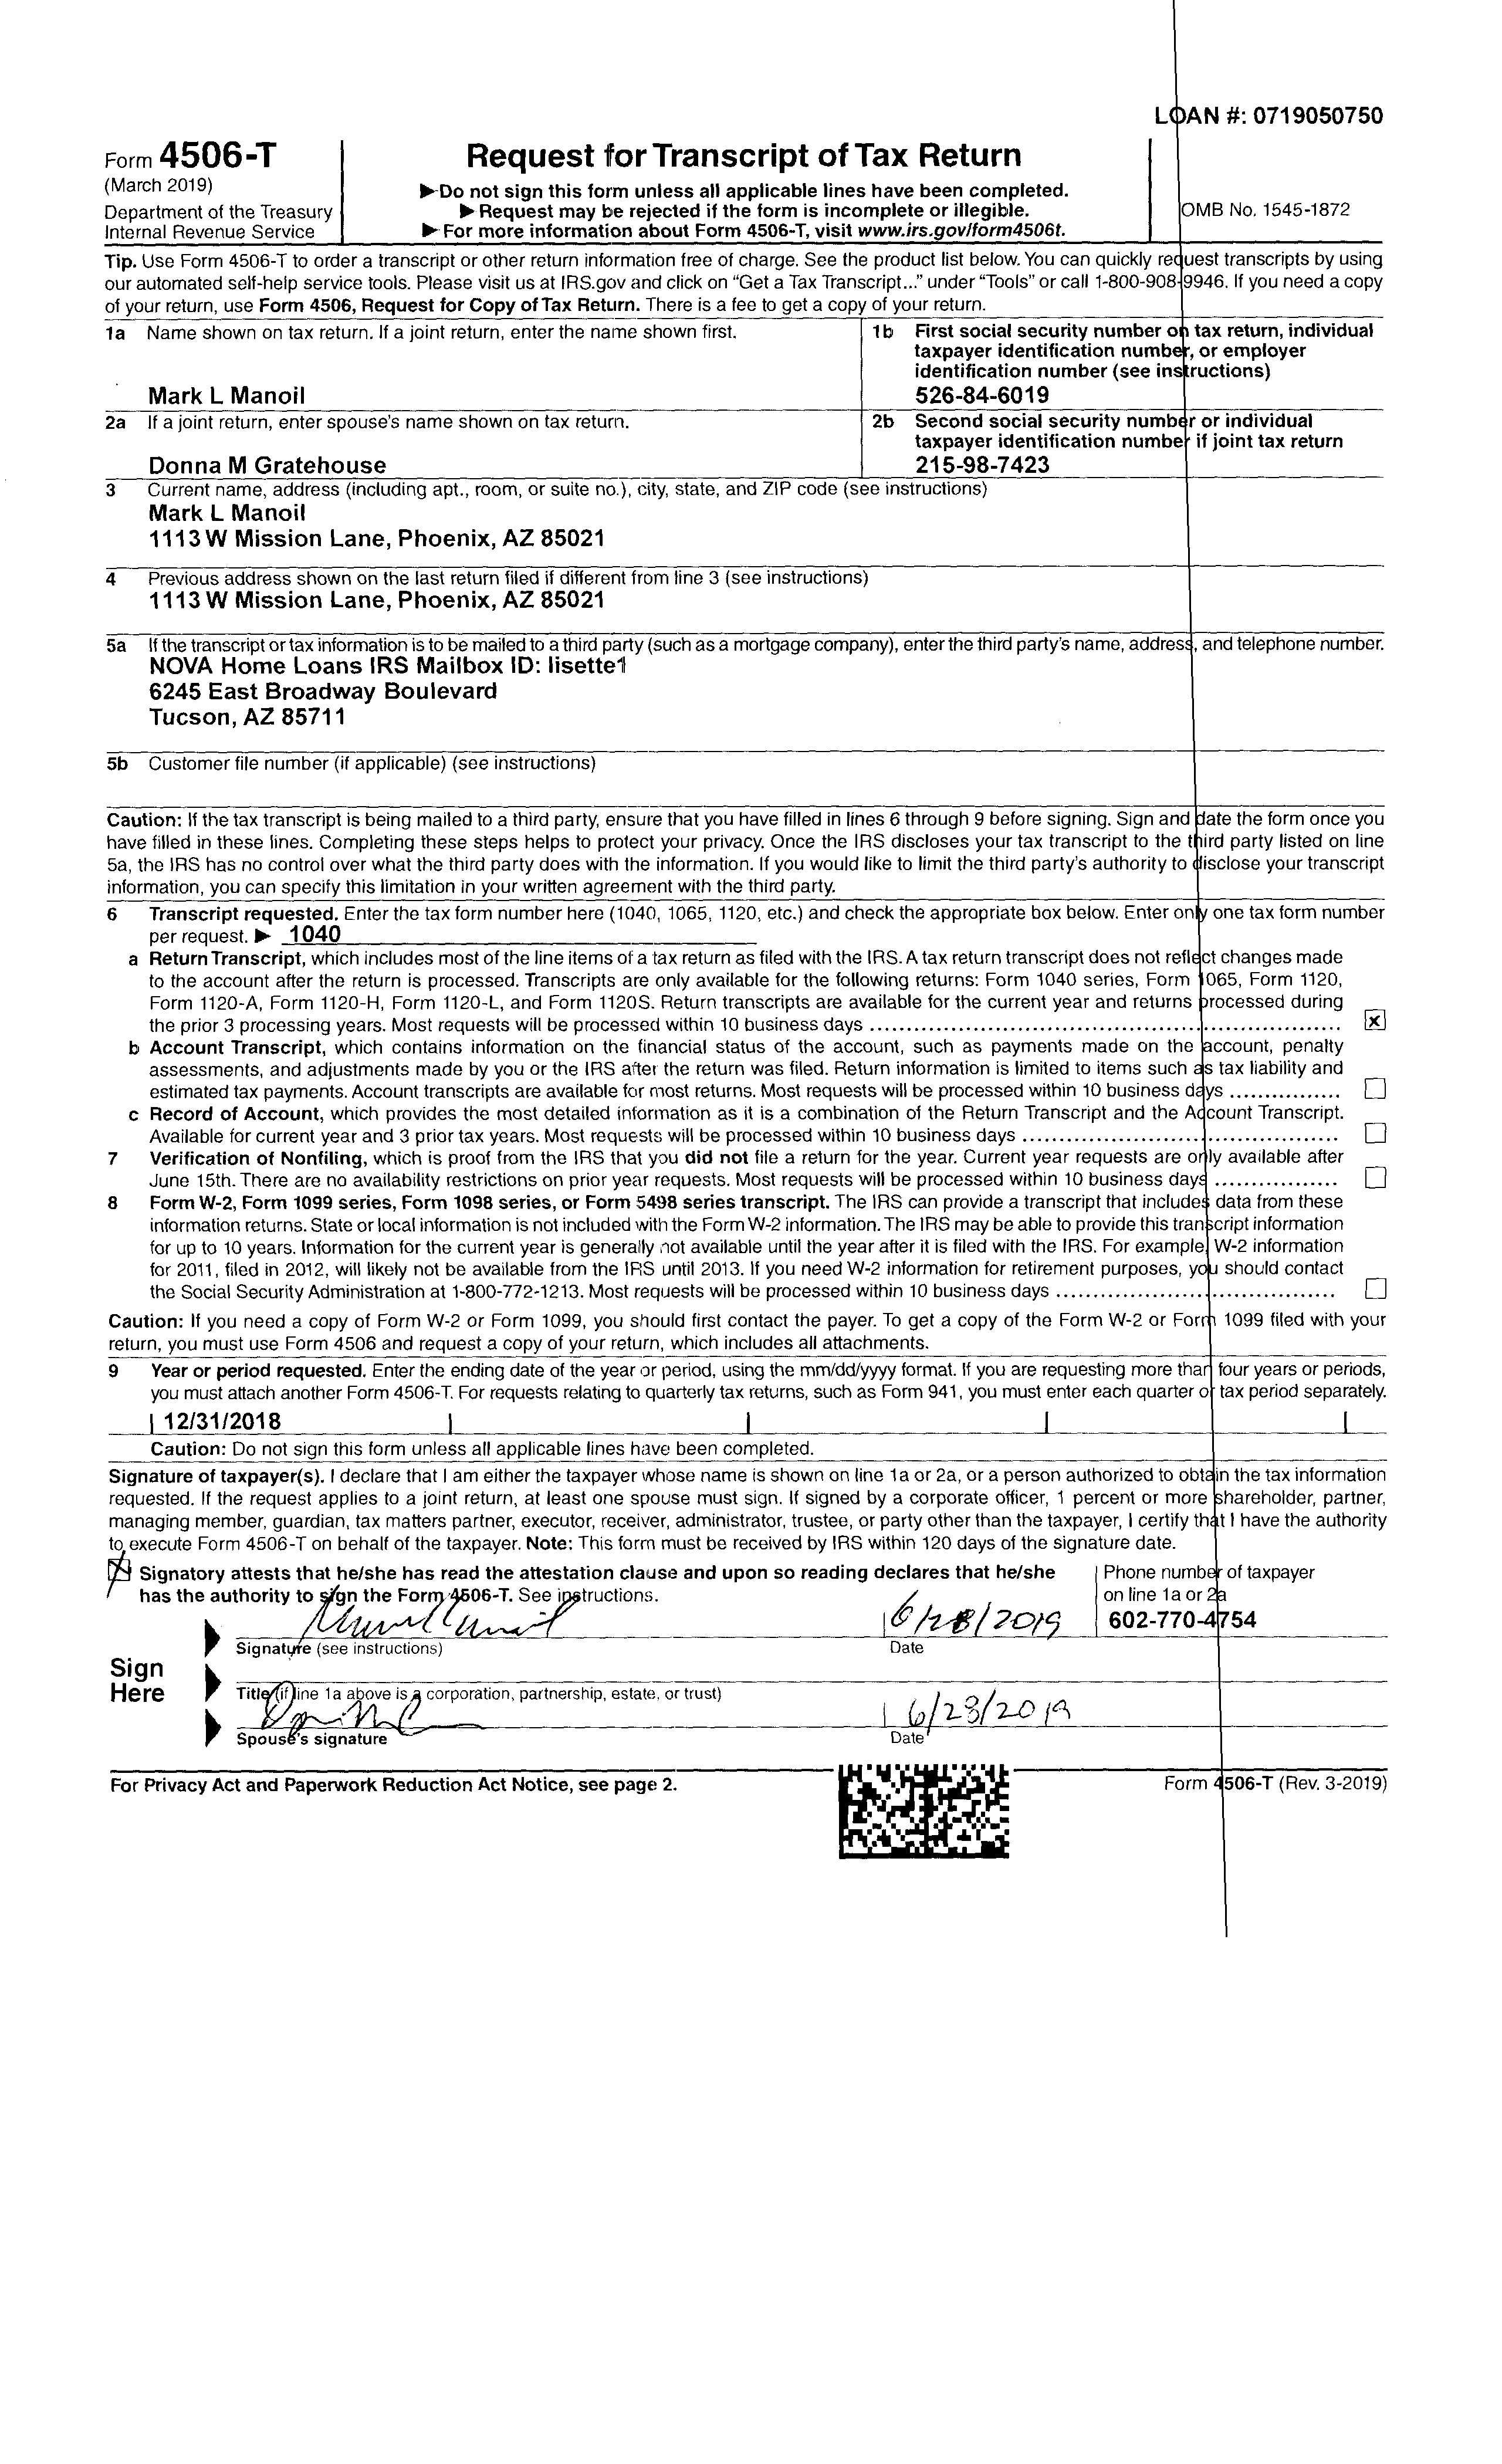 LOAN #: 0719050750
Form 4506-T
(March 2019)
Department of the Treasury
Internal Revenue Service
Request for Transcript of Tax Return
▶Do not sign this form unless all applicable lines have been completed.
▶ Request may be rejected if the form is incomplete or illegible.
▶ For more information about Form 4506-T, visit www.irs.gov/form4506t.
OMB No. 1545-1872
Tip. Use Form 4506-T to order a transcript or other return information free of charge. See the product list below. You can quickly request transcripts by using
our automated self-help service tools. Please visit us at IRS.gov and click on “Get a Tax Transcript...” under “Tools” or call 1-800-908-9946. If you need a copy
of your return, use Form 4506, Request for Copy of Tax Return. There is a fee to get a copy of your return.
1a Name shown on tax return. If a joint return, enter the name shown first.
Mark L Manoil
1b First social security number on tax return, individual
taxpayer identification number, or employer
identification number (see instructions)
526-84-6019
2a If a joint return, enter spouse's name shown on tax return.
Donna M Gratehouse
2b Second social security number or individual
taxpayer identification number if joint tax return
215-98-7423
3 Current name, address (including apt., room, or suite no.), city, state, and ZIP code (see instructions)
Mark L Manoil
1113 W Mission Lane, Phoenix, AZ 85021
4 Previous address shown on the last return filed if different from line 3 (see instructions)
1113 W Mission Lane, Phoenix, AZ 85021
5a If the transcript or tax information is to be mailed to a third party (such as a mortgage company), enter the third party's name, address, and telephone number.
NOVA Home Loans IRS Mailbox ID: lisette1
6245 East Broadway Boulevard
Tucson, AZ 85711
5b Customer file number (if applicable) (see instructions)
Caution: If the tax transcript is being mailed to a third party, ensure that you have filled in lines 6 through 9 before signing. Sign and date the form once you
have filled in these lines. Completing these steps helps to protect your privacy. Once the IRS discloses your tax transcript to the third party listed on line
5a, the IRS has no control over what the third party does with the information. If you would like to limit the third party's authority to disclose your transcript
information, you can specify this limitation in your written agreement with the third party.
6 Transcript requested. Enter the tax form number here (1040, 1065, 1120, etc.) and check the appropriate box below. Enter only one tax form number
per request. ▶ 1040
a Return Transcript, which includes most of the line items of a tax return as filed with the IRS. A tax return transcript does not reflect changes made
to the account after the return is processed. Transcripts are only available for the following returns: Form 1040 series, Form 1065, Form 1120,
Form 1120-A, Form 1120-H, Form 1120-L, and Form 1120S. Return transcripts are available for the current year and returns processed during
the prior 3 processing years. Most requests will be processed within 10 business days ..... ☒
b Account Transcript, which contains information on the financial status of the account, such as payments made on the account, penalty
assessments, and adjustments made by you or the IRS after the return was filed. Return information is limited to items such as tax liability and
estimated tax payments. Account transcripts are available for most returns. Most requests will be processed within 10 business days ..... ☐
c Record of Account, which provides the most detailed information as it is a combination of the Return Transcript and the Account Transcript.
Available for current year and 3 prior tax years. Most requests will be processed within 10 business days ..... ☐
7 Verification of Nonfiling, which is proof from the IRS that you did not file a return for the year. Current year requests are only available after
June 15th. There are no availability restrictions on prior year requests. Most requests will be processed within 10 business days ..... ☐
8 Form W-2, Form 1099 series, Form 1098 series, or Form 5498 series transcript. The IRS can provide a transcript that includes data from these
information returns. State or local information is not included with the Form W-2 information. The IRS may be able to provide this transcript information
for up to 10 years. Information for the current year is generally not available until the year after it is filed with the IRS. For example, W-2 information
for 2011, filed in 2012, will likely not be available from the IRS until 2013. If you need W-2 information for retirement purposes, you should contact
the Social Security Administration at 1-800-772-1213. Most requests will be processed within 10 business days ..... ☐
Caution: If you need a copy of Form W-2 or Form 1099, you should first contact the payer. To get a copy of the Form W-2 or Form 1099 filed with your
return, you must use Form 4506 and request a copy of your return, which includes all attachments.
9 Year or period requested. Enter the ending date of the year or period, using the mm/dd/yyyy format. If you are requesting more than four years or periods,
you must attach another Form 4506-T. For requests relating to quarterly tax returns, such as Form 941, you must enter each quarter or tax period separately.
12/31/2018
Caution: Do not sign this form unless all applicable lines have been completed.
Signature of taxpayer(s). I declare that I am either the taxpayer whose name is shown on line 1a or 2a, or a person authorized to obtain the tax information
requested. If the request applies to a joint return, at least one spouse must sign. If signed by a corporate officer, 1 percent or more shareholder, partner,
managing member, guardian, tax matters partner, executor, receiver, administrator, trustee, or party other than the taxpayer, I certify that I have the authority
to execute Form 4506-T on behalf of the taxpayer. Note: This form must be received by IRS within 120 days of the signature date.
☒ Signatory attests that he/she has read the attestation clause and upon so reading declares that he/she
has the authority to sign the Form 4506-T. See instructions.
Phone number of taxpayer
on line 1a or 2a
602-770-4754
6/28/2019
Signature (see instructions)
Date
Sign
Here
Title (if line 1a above is a corporation, partnership, estate, or trust)
6/28/2019
Spouse's signature
Date
For Privacy Act and Paperwork Reduction Act Notice, see page 2.
Form 4506-T (Rev. 3-2019)